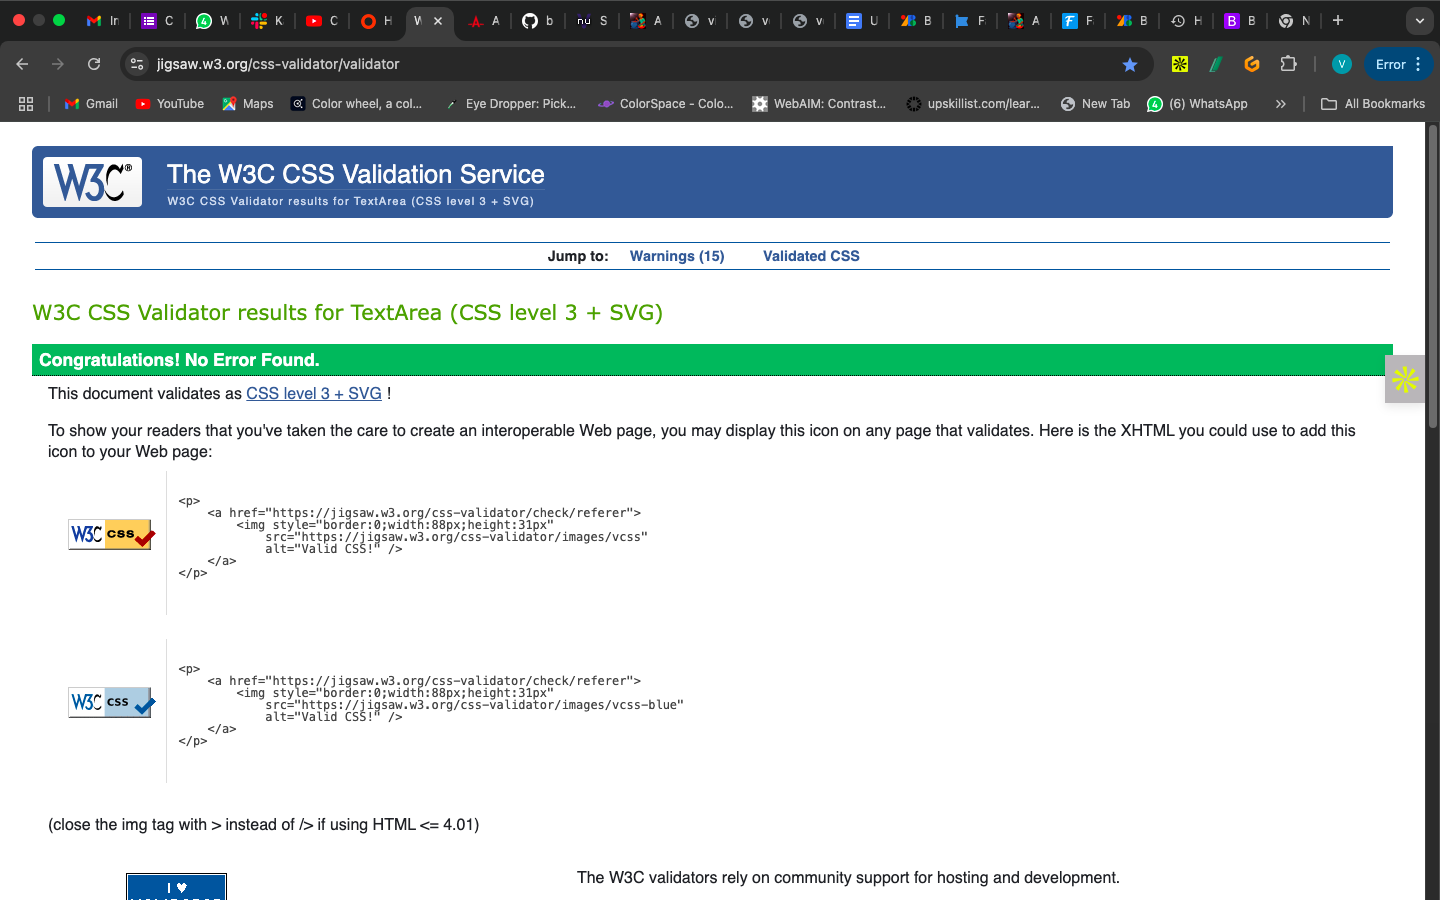 In
C
W
K
C
H
W
A
b
S
A
vi
v
v
U
B
F
A
F
B
H
B
N
jigsaw.w3.org/css-validator/validator
V
Error
Gmail
YouTube
Maps
Color wheel, a col...
Eye Dropper: Pick...
ColorSpace - Colo...
WebAIM: Contrast...
upskillist.com/lear...
New Tab
(6) WhatsApp
All Bookmarks
W3C®
The W3C CSS Validation Service
W3C CSS Validator results for TextArea (CSS level 3 + SVG)
Jump to: Warnings (15) Validated CSS
W3C CSS Validator results for TextArea (CSS level 3 + SVG)
Congratulations! No Error Found.
This document validates as CSS level 3 + SVG !
To show your readers that you've taken the care to create an interoperable Web page, you may display this icon on any page that validates. Here is the XHTML you could use to add this
icon to your Web page:
W3C css
<p>
<a href="https://jigsaw.w3.org/css-validator/check/referer">
<img style="border:0;width:88px;height:31px"
src="https://jigsaw.w3.org/css-validator/images/vcss"
alt="Valid CSS!" />
</a>
</p>
W3C css
<p>
<a href="https://jigsaw.w3.org/css-validator/check/referer">
<img style="border:0;width:88px;height:31px"
src="https://jigsaw.w3.org/css-validator/images/vcss-blue"
alt="Valid CSS!" />
</a>
</p>
(close the img tag with > instead of /> if using HTML <= 4.01)
I ♥
The W3C validators rely on community support for hosting and development.